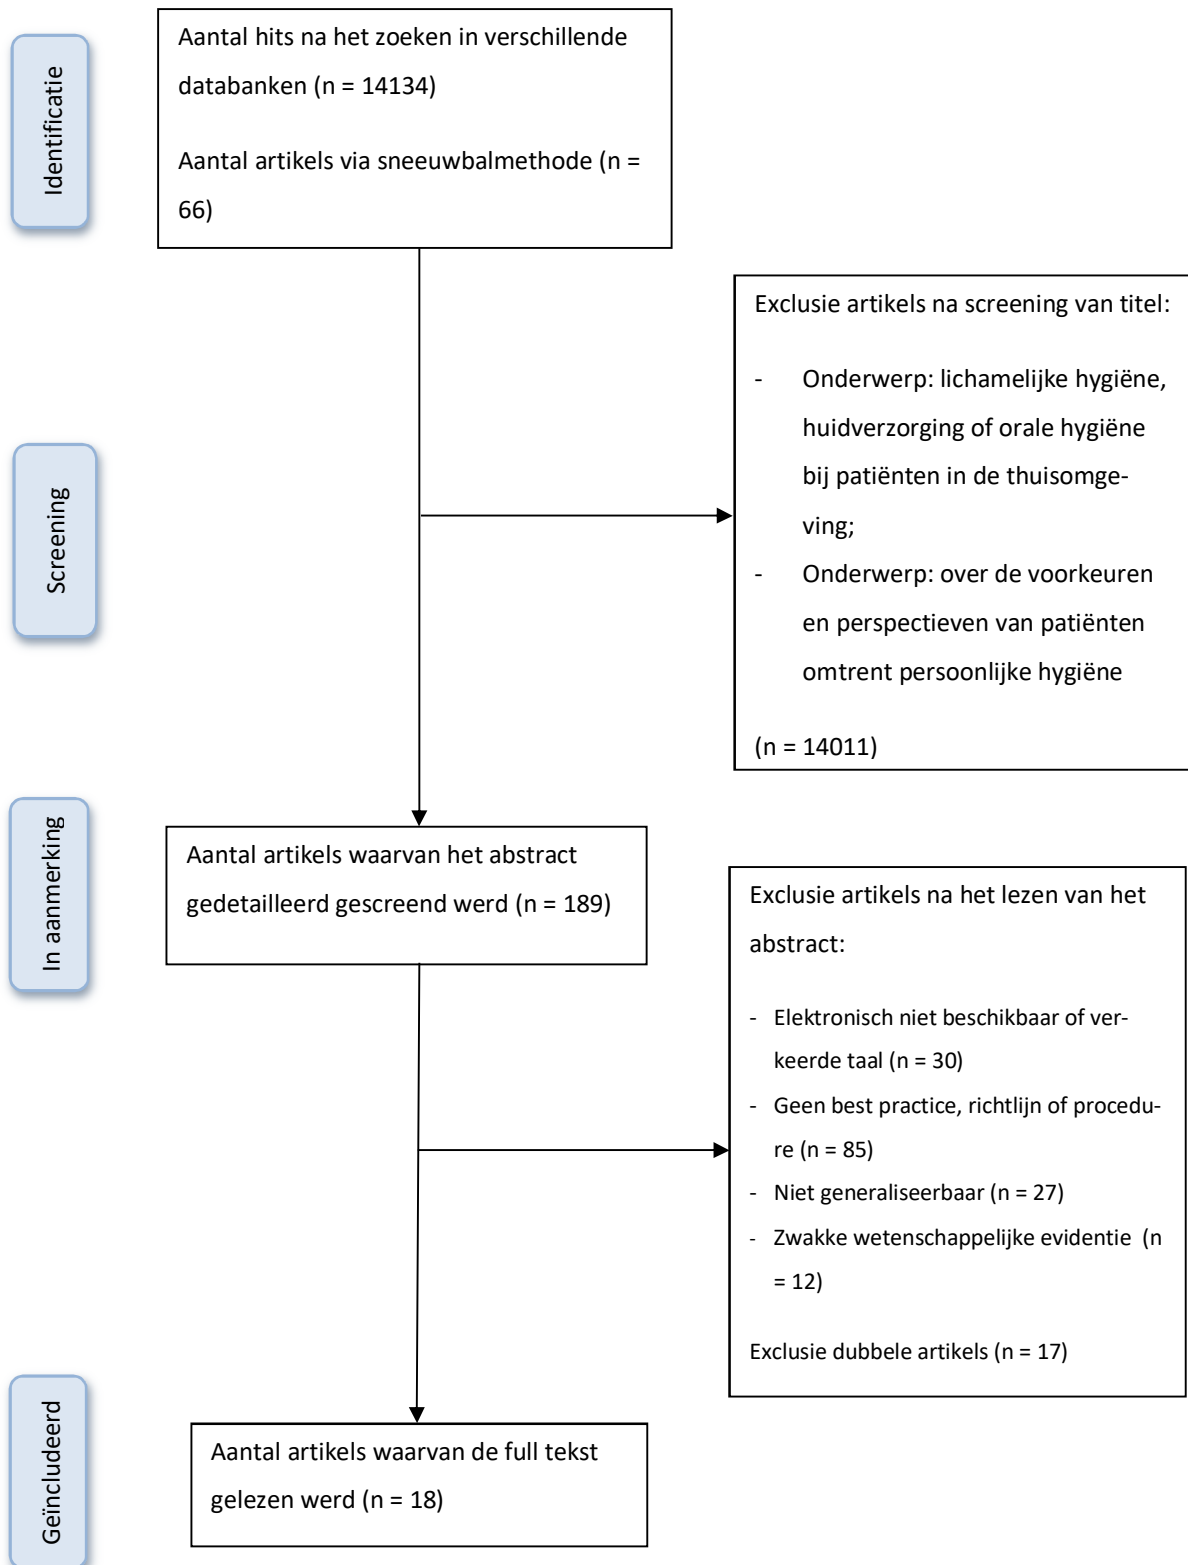 Identificatie
Aantal hits na het zoeken in verschillende
databanken (n = 14134)
Aantal artikels via sneeuwbalmethode (n =
66)
Screening
Exclusie artikels na screening van titel:
- Onderwerp: lichamelijke hygiëne,
huidverzorging of orale hygiëne
bij patiënten in de thuisomge-
ving;
- Onderwerp: over de voorkeuren
en perspectieven van patiënten
omtrent persoonlijke hygiëne
(n = 14011)
In aanmerking
Aantal artikels waarvan het abstract
gedetailleerd gescreend werd (n = 189)
Exclusie artikels na het lezen van het
abstract:
- Elektronisch niet beschikbaar of ver-
keerde taal (n = 30)
- Geen best practice, richtlijn of procedu-
re (n = 85)
- Niet generaliseerbaar (n = 27)
- Zwakke wetenschappelijke evidentie (n
= 12)
Exclusie dubbele artikels (n = 17)
Geïncludeerd
Aantal artikels waarvan de full tekst
gelezen werd (n = 18)